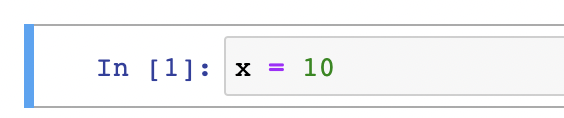 In [1]: x = 10